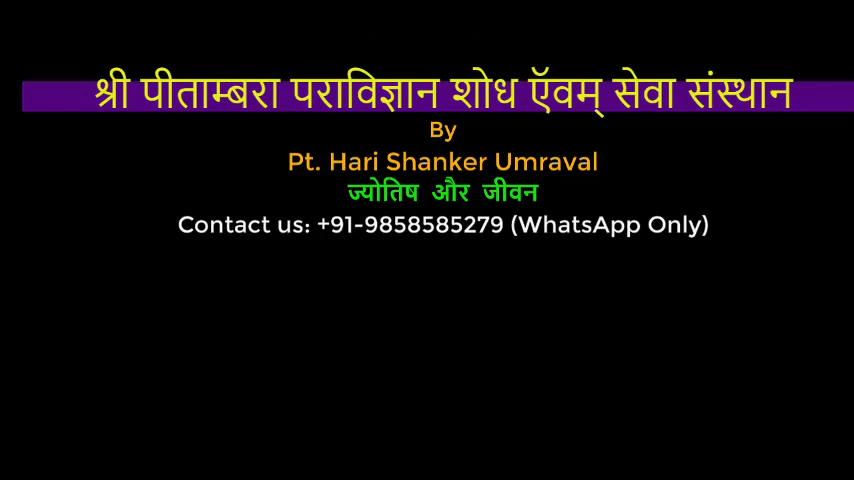 श्री पीताम्बरा पराविज्ञान शोध ऍवम् सेवा संस्थान
By
Pt. Hari Shanker Umraval
ज्योतिष और जीवन
Contact us: +91-9858585279 (WhatsApp Only)